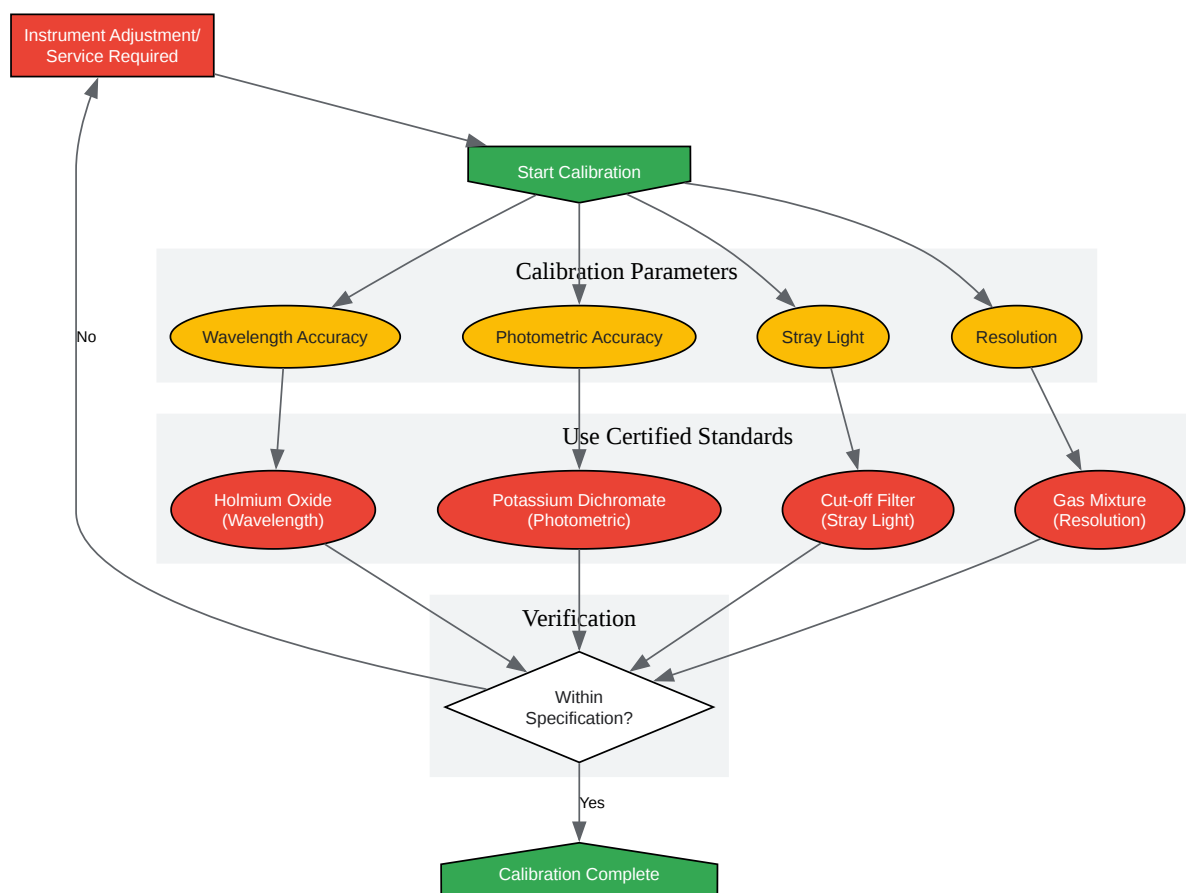 Instrument Adjustment/
Service Required
Start Calibration
Calibration Parameters
No
Wavelength Accuracy
Photometric Accuracy
Stray Light
Resolution
Use Certified Standards
Holmium Oxide
(Wavelength)
Potassium Dichromate
(Photometric)
Cut-off Filter
(Stray Light)
Gas Mixture
(Resolution)
Verification
Within
Specification?
Yes
Calibration Complete